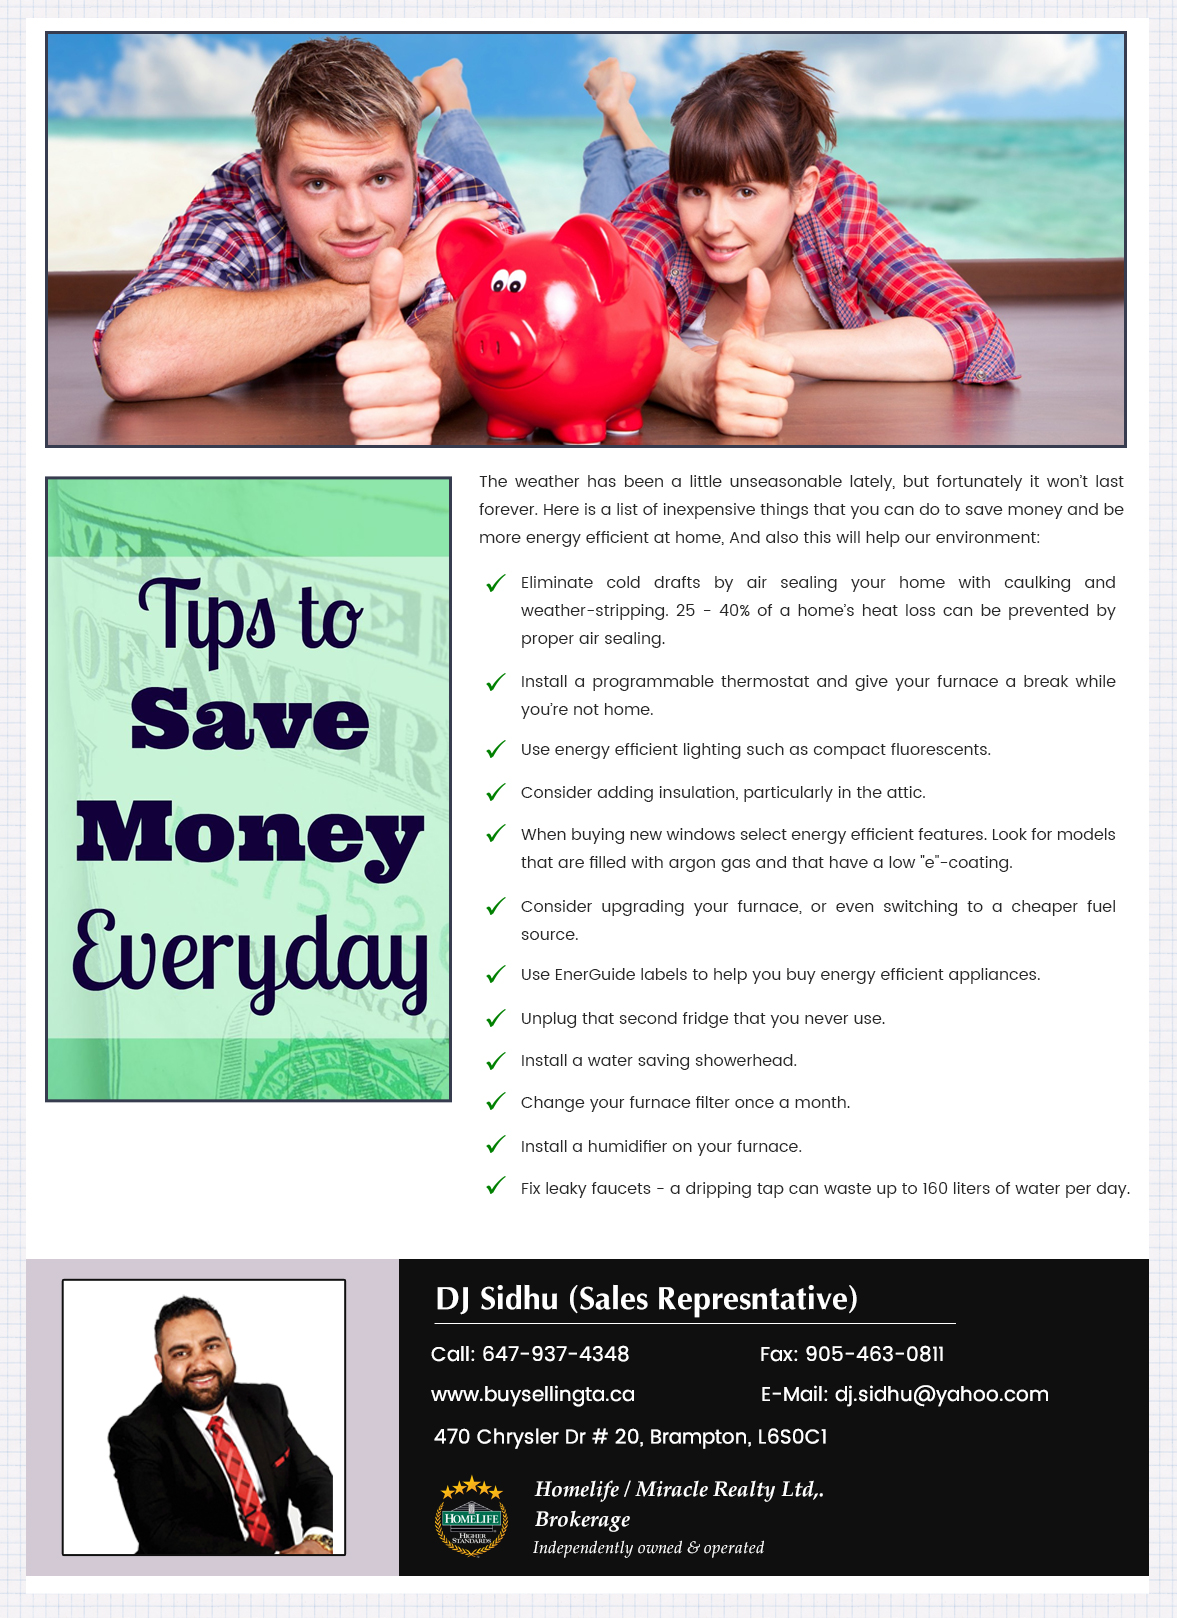 Tips to
Save
Money
Everyday
The weather has been a little unseasonable lately, but fortunately it won't last
forever. Here is a list of inexpensive things that you can do to save money and be
more energy efficient at home, And also this will help our environment:
Eliminate cold drafts by air sealing your home with caulking and
weather-stripping. 25 - 40% of a home's heat loss can be prevented by
proper air sealing.
Install a programmable thermostat and give your furnace a break while
you're not home.
Use energy efficient lighting such as compact fluorescents.
Consider adding insulation, particularly in the attic.
When buying new windows select energy efficient features. Look for models
that are filled with argon gas and that have a low "e"-coating.
Consider upgrading your furnace, or even switching to a cheaper fuel
source.
Use EnerGuide labels to help you buy energy efficient appliances.
Unplug that second fridge that you never use.
Install a water saving showerhead.
Change your furnace filter once a month.
Install a humidifier on your furnace.
Fix leaky faucets - a dripping tap can waste up to 160 liters of water per day.
DJ Sidhu (Sales Represntative)
Call: 647-937-4348
Fax: 905-463-0811
www.buysellingta.ca
E-Mail: dj.sidhu@yahoo.com
470 Chrysler Dr # 20, Brampton, L6S0C1
HOMELIFE
HIGHER
STANDARDS
Homelife / Miracle Realty Ltd,.
Brokerage
Independently owned & operated